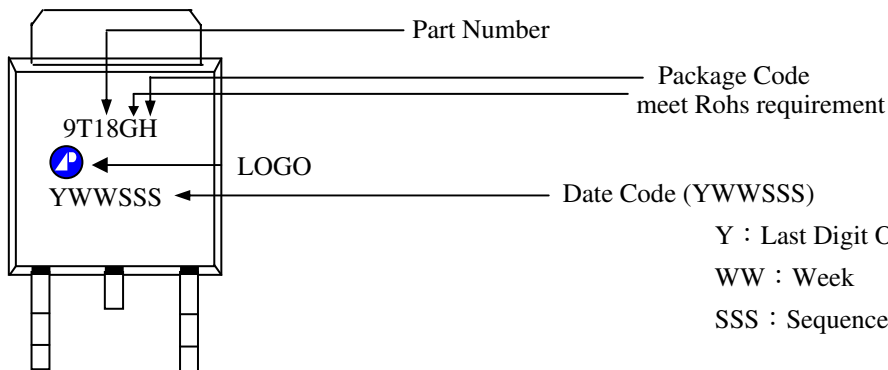 Part Number
Package Code
meet Rohs requirement
9T18GH
LOGO
YWWSSS
Date Code (YWWSSS)
Y：Last Digit
WW：Week
SSS：Sequence